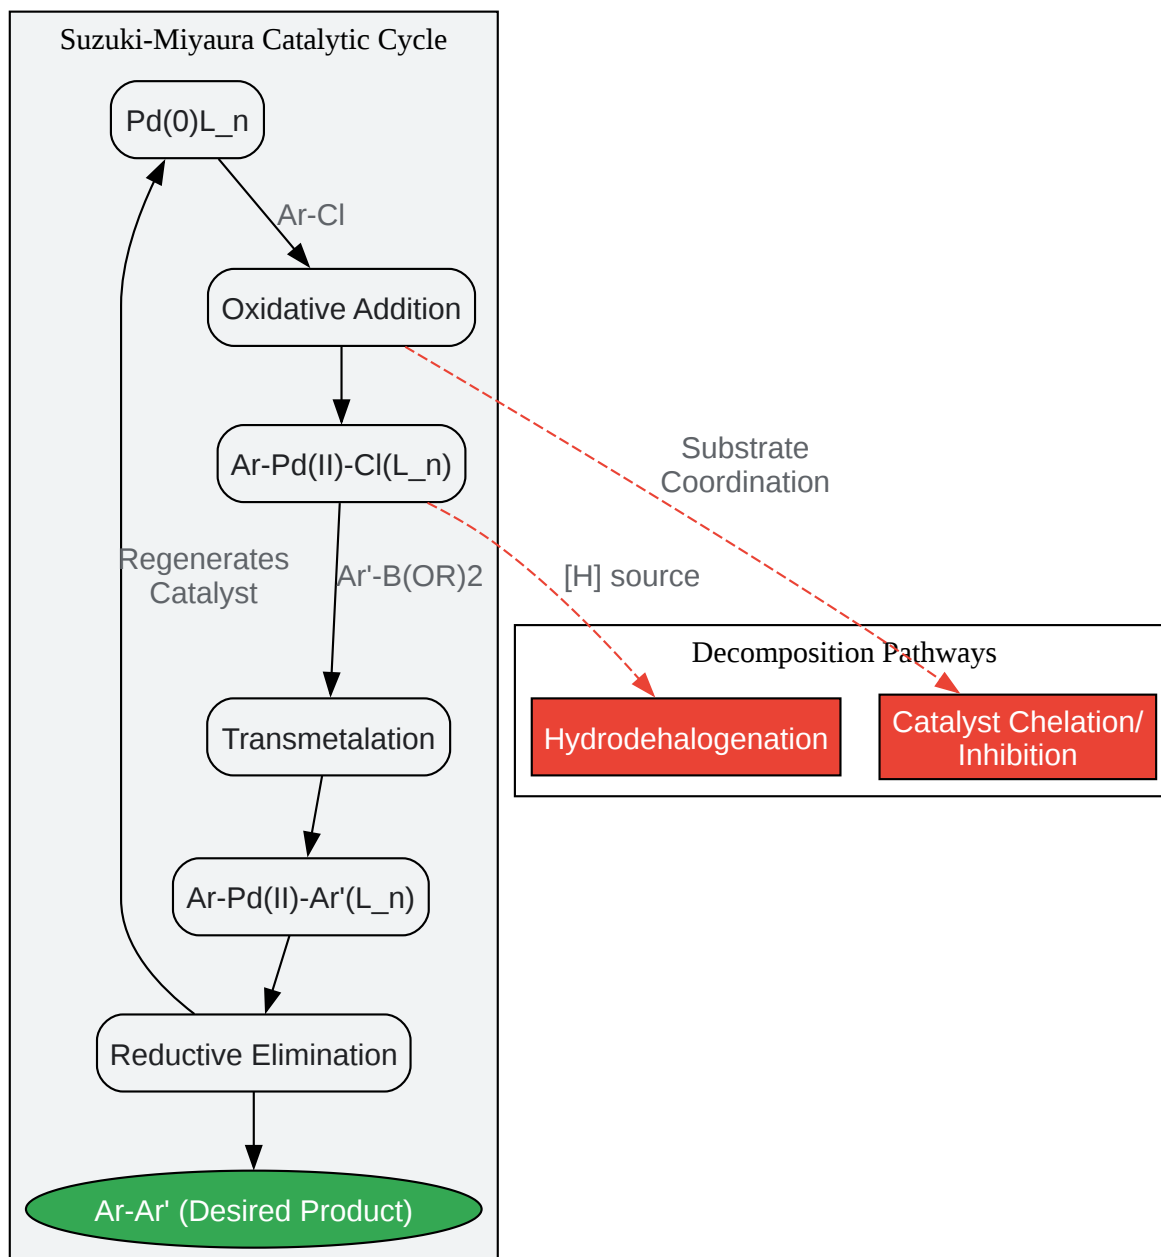 Suzuki-Miyaura Catalytic Cycle
Pd(0)L_n
Ar-Cl
Oxidative Addition
Substrate
Coordination
Ar-Pd(II)-Cl(L_n)
Regenerates
Catalyst
Ar'-B(OR)2
[H] source
Decomposition Pathways
Hydrodehalogenation
Catalyst Chelation/
Inhibition
Transmetalation
Ar-Pd(II)-Ar'(L_n)
Reductive Elimination
Ar-Ar' (Desired Product)